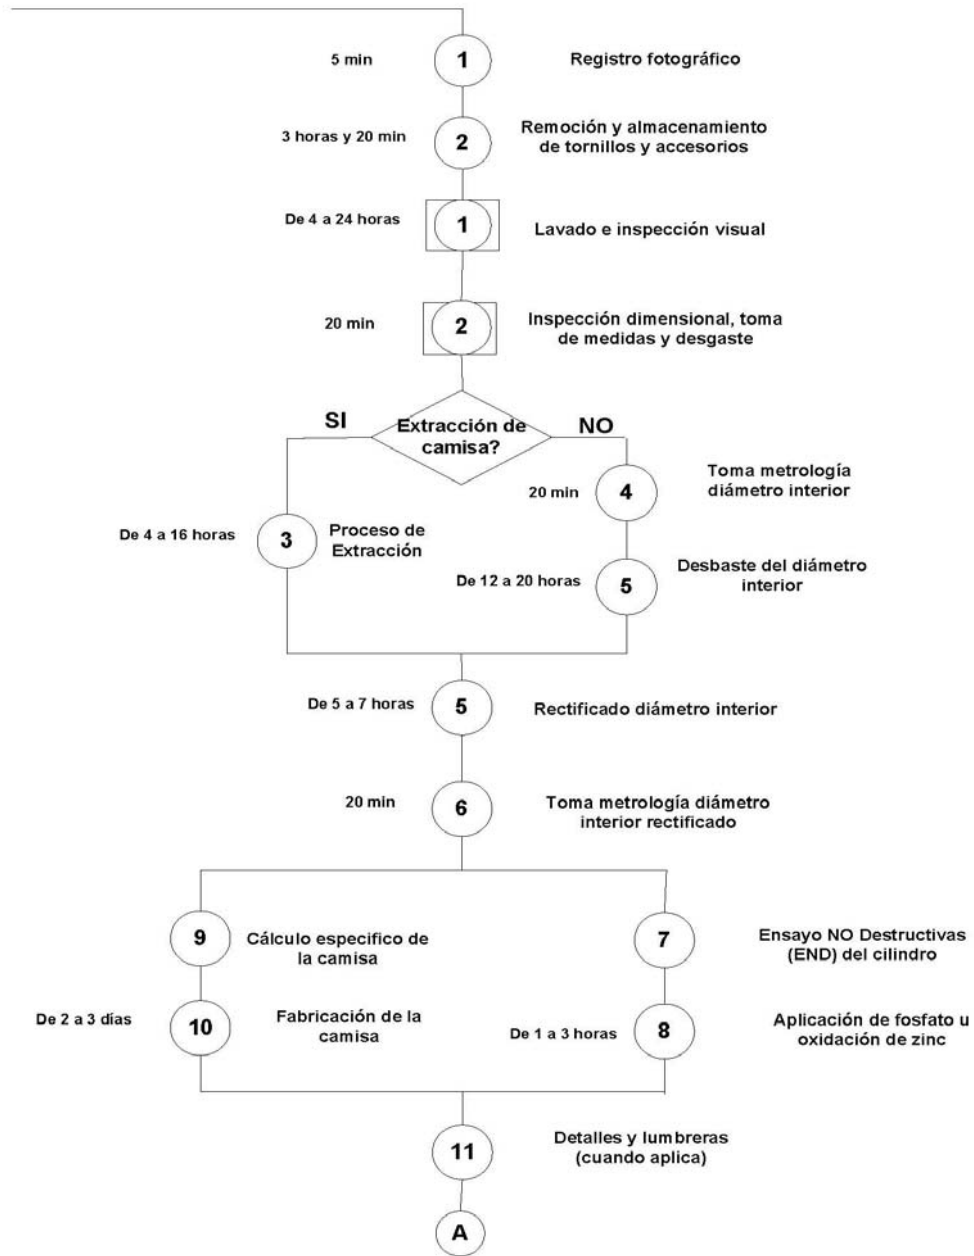 5 min
1
Registro fotográfico
3 horas y 20 min
2
Remoción y almacenamiento
de tornillos y accesorios
De 4 a 24 horas
1
Lavado e inspección visual
20 min
2
Inspección dimensional, toma
de medidas y desgaste
SI
Extracción de
camisa?
NO
De 4 a 16 horas
3
Proceso de
Extracción
20 min
4
Toma metrología
diámetro interior
De 12 a 20 horas
5
Desbaste del diámetro
interior
De 5 a 7 horas
5
Rectificado diámetro interior
20 min
6
Toma metrología diámetro
interior rectificado
9
Cálculo especifico de
la camisa
7
Ensayo NO Destructivas
(END) del cilindro
De 2 a 3 días
10
Fabricación de la
camisa
De 1 a 3 horas
8
Aplicación de fosfato u
oxidación de zinc
11
Detalles y lumbreras
(cuando aplica)
A